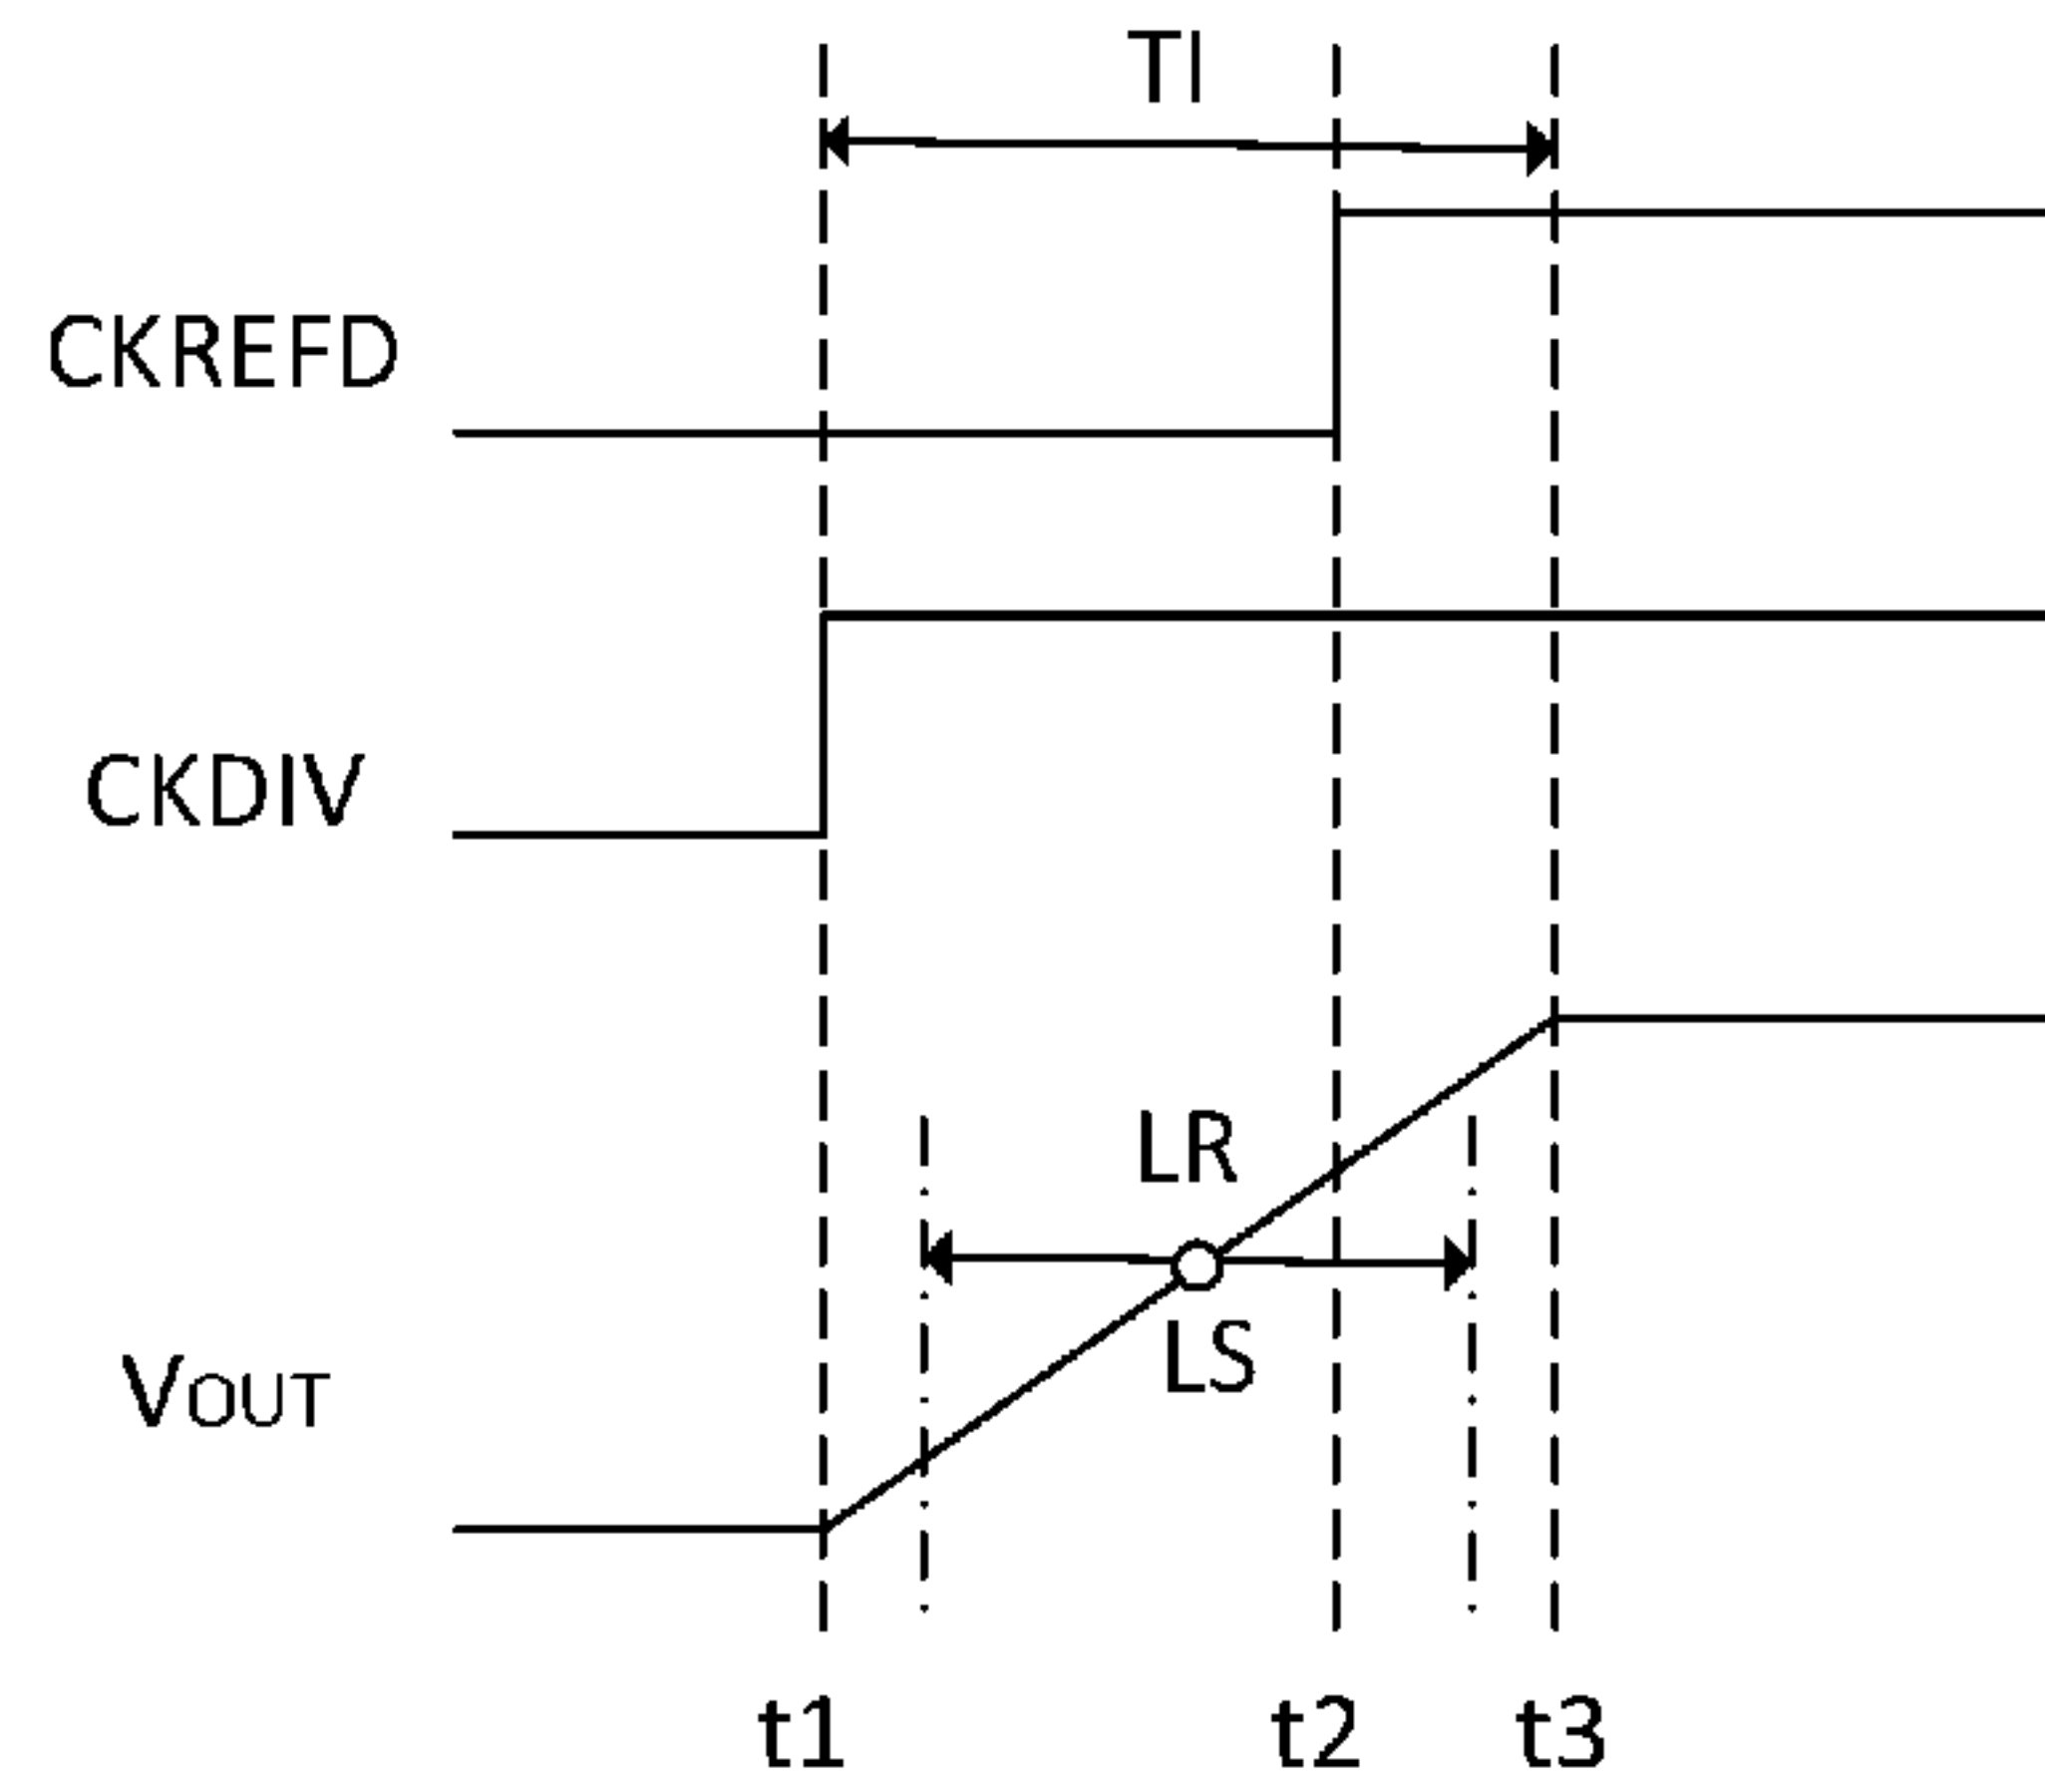 TI
CKREFD
CKDIV
LR
LS
VOUT
t1 t2 t3